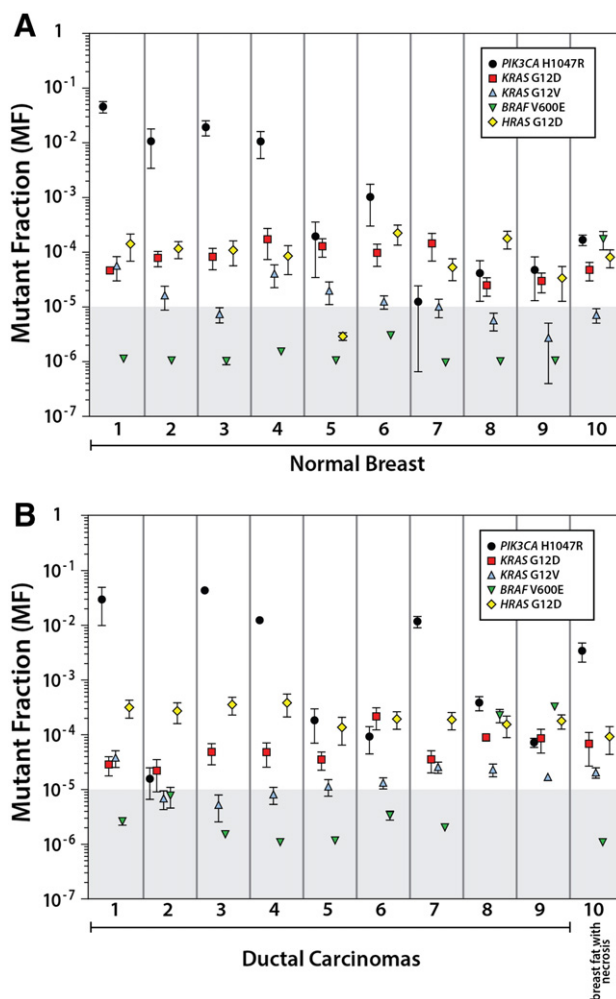 A
Mutant Fraction (MF)
1
10-1
10-2
10-3
10-4
10-5
10-6
10-7
PIK3CA H1047R
KRAS G12D
KRAS G12V
BRAF V600E
HRAS G12D
1 2 3 4 5 6 7 8 9 10
Normal Breast
B
Mutant Fraction (MF)
1
10-1
10-2
10-3
10-4
10-5
10-6
10-7
PIK3CA H1047R
KRAS G12D
KRAS G12V
BRAF V600E
HRAS G12D
1 2 3 4 5 6 7 8 9 10
Ductal Carcinomas
breast fat with
necrosis